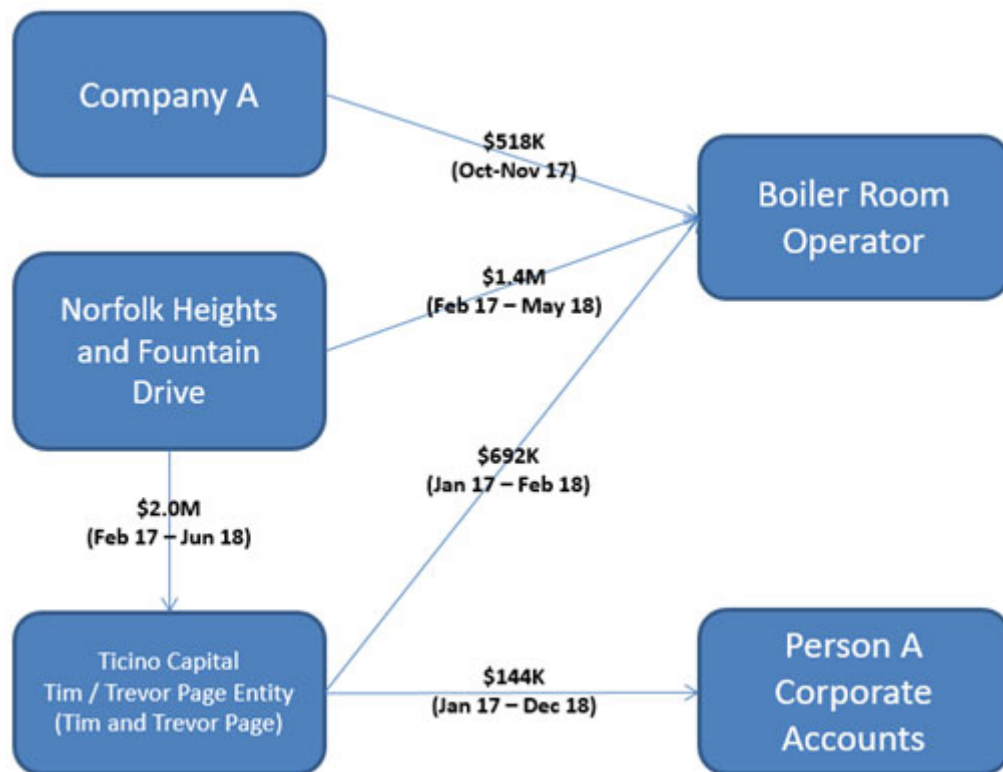 Company A
$518K
(Oct-Nov 17)
Boiler Room
Operator
Norfolk Heights
and Fountain
Drive
$1.4M
(Feb 17 – May 18)
$692K
(Jan 17 – Feb 18)
$2.0M
(Feb 17 – Jun 18)
Ticino Capital
Tim / Trevor Page Entity
(Tim and Trevor Page)
$144K
(Jan 17 – Dec 18)
Person A
Corporate
Accounts